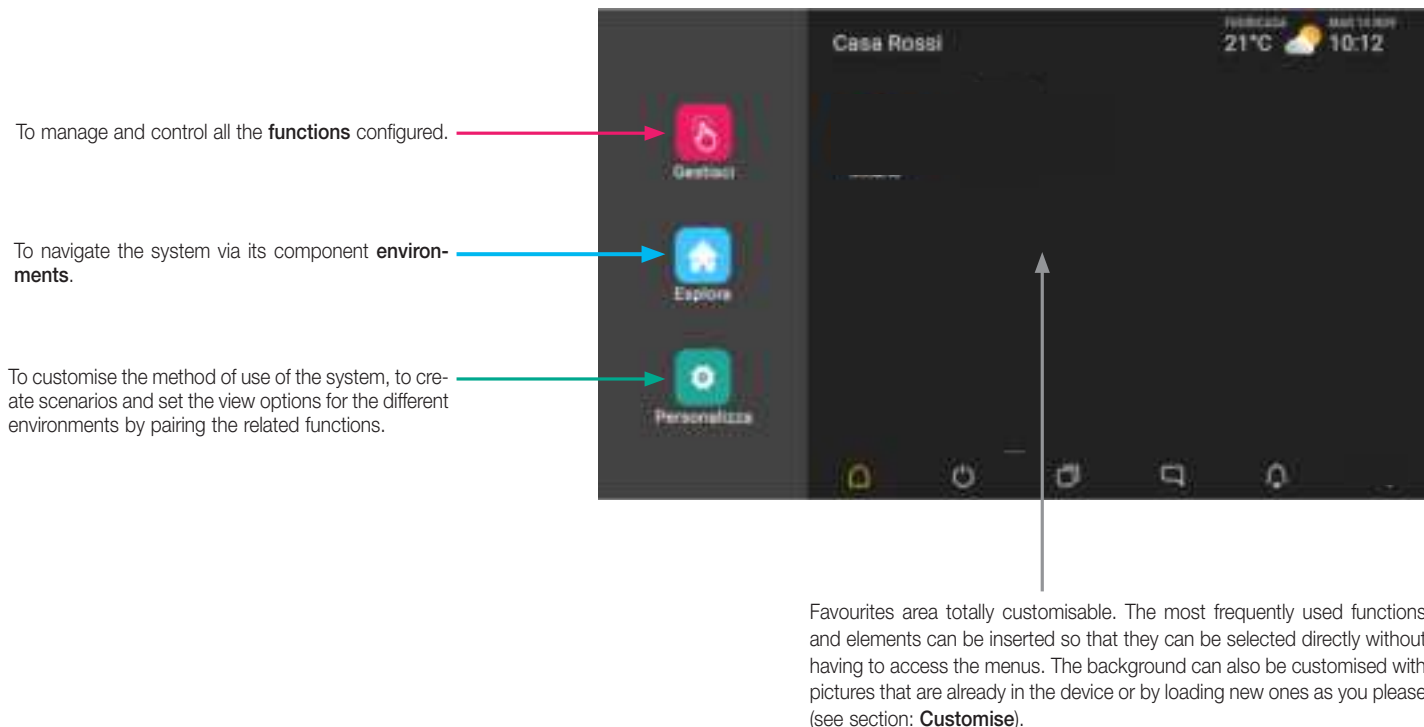 Casa Rossi
21°C
10:12
To manage and control all the functions configured.
Gestisci
To navigate the system via its component environ-
ments.
Esplora
To customise the method of use of the system, to cre-
ate scenarios and set the view options for the different
environments by pairing the related functions.
Personalizza
Favourites area totally customisable. The most frequently used functions
and elements can be inserted so that they can be selected directly without
having to access the menus. The background can also be customised with
pictures that are already in the device or by loading new ones as you please
(see section: Customise).